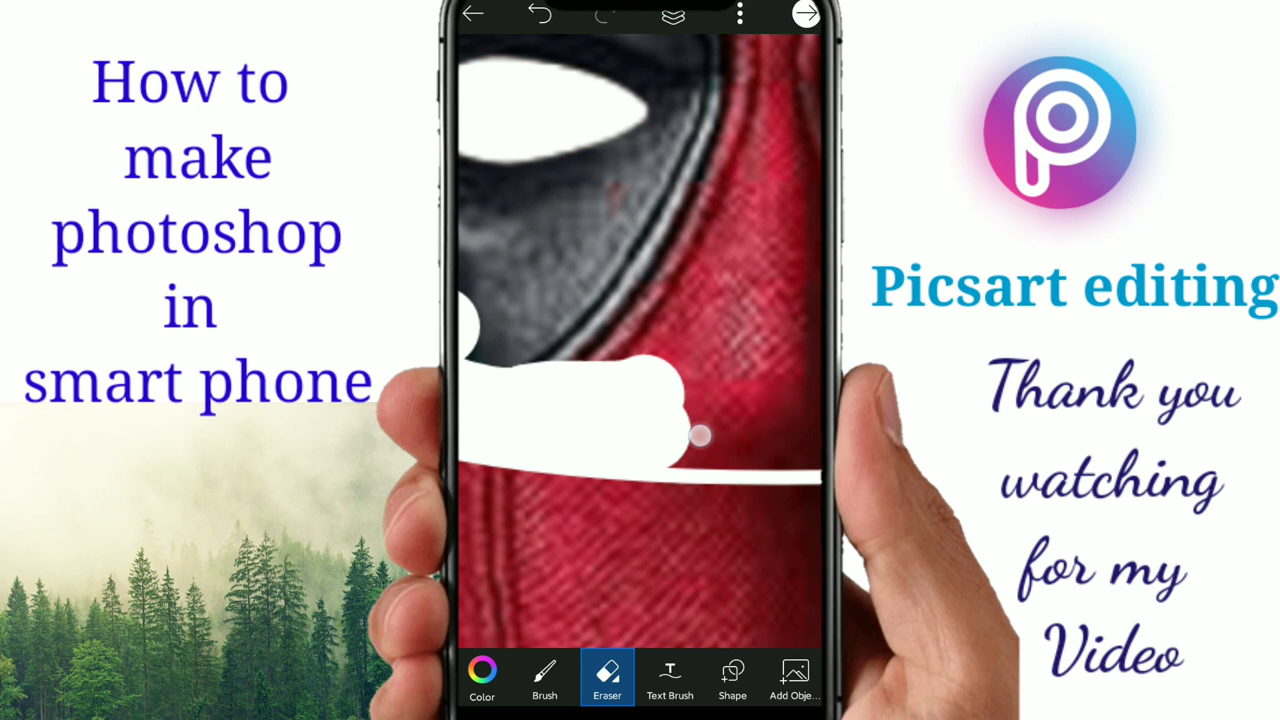 How to
make
photoshop
in
smart phone
Color
Brush
Eraser
Text Brush
Shape
Add Obje...
Picsart editing
Thank you
watching
for my
Video